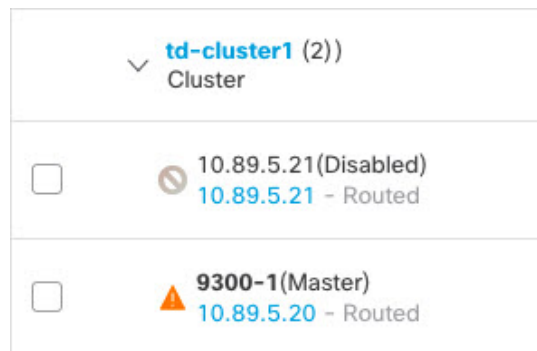 td-cluster1 (2))
Cluster
10.89.5.21(Disabled)
10.89.5.21 - Routed
9300-1(Master)
10.89.5.20 - Routed